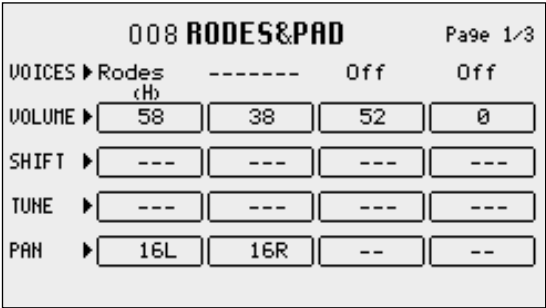 008 RODES&PAD Page 1/3
VOICES ▶ Rodes ------- Off Off
(H)
VOLUME ▶ 58 38 52 0
SHIFT ▶ --- --- --- ---
TUNE ▶ --- --- --- ---
PAN ▶ 16L 16R -- --